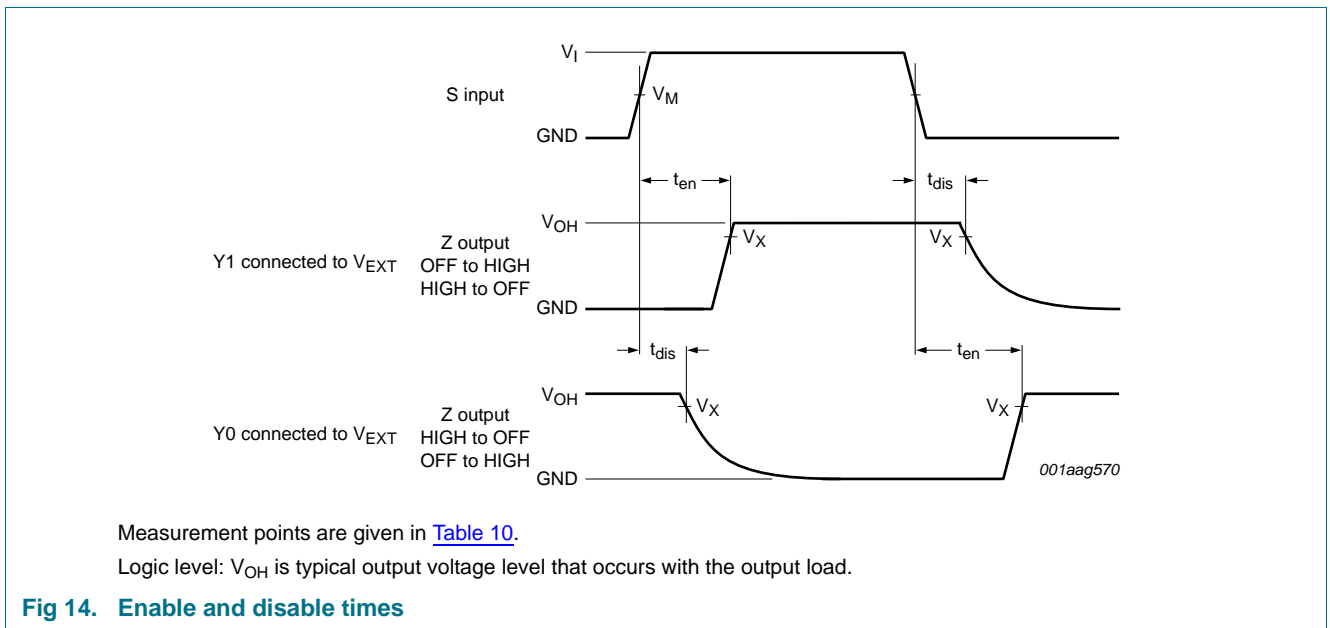 V_I
S input
V_M
GND
t_en
t_dis
V_OH
Y1 connected to V_EXT
Z output
OFF to HIGH
HIGH to OFF
V_X
V_X
GND
t_dis
t_en
V_OH
Y0 connected to V_EXT
Z output
HIGH to OFF
OFF to HIGH
V_X
V_X
GND
001aag570
Measurement points are given in Table 10.
Logic level: V_OH is typical output voltage level that occurs with the output load.
Fig 14. Enable and disable times